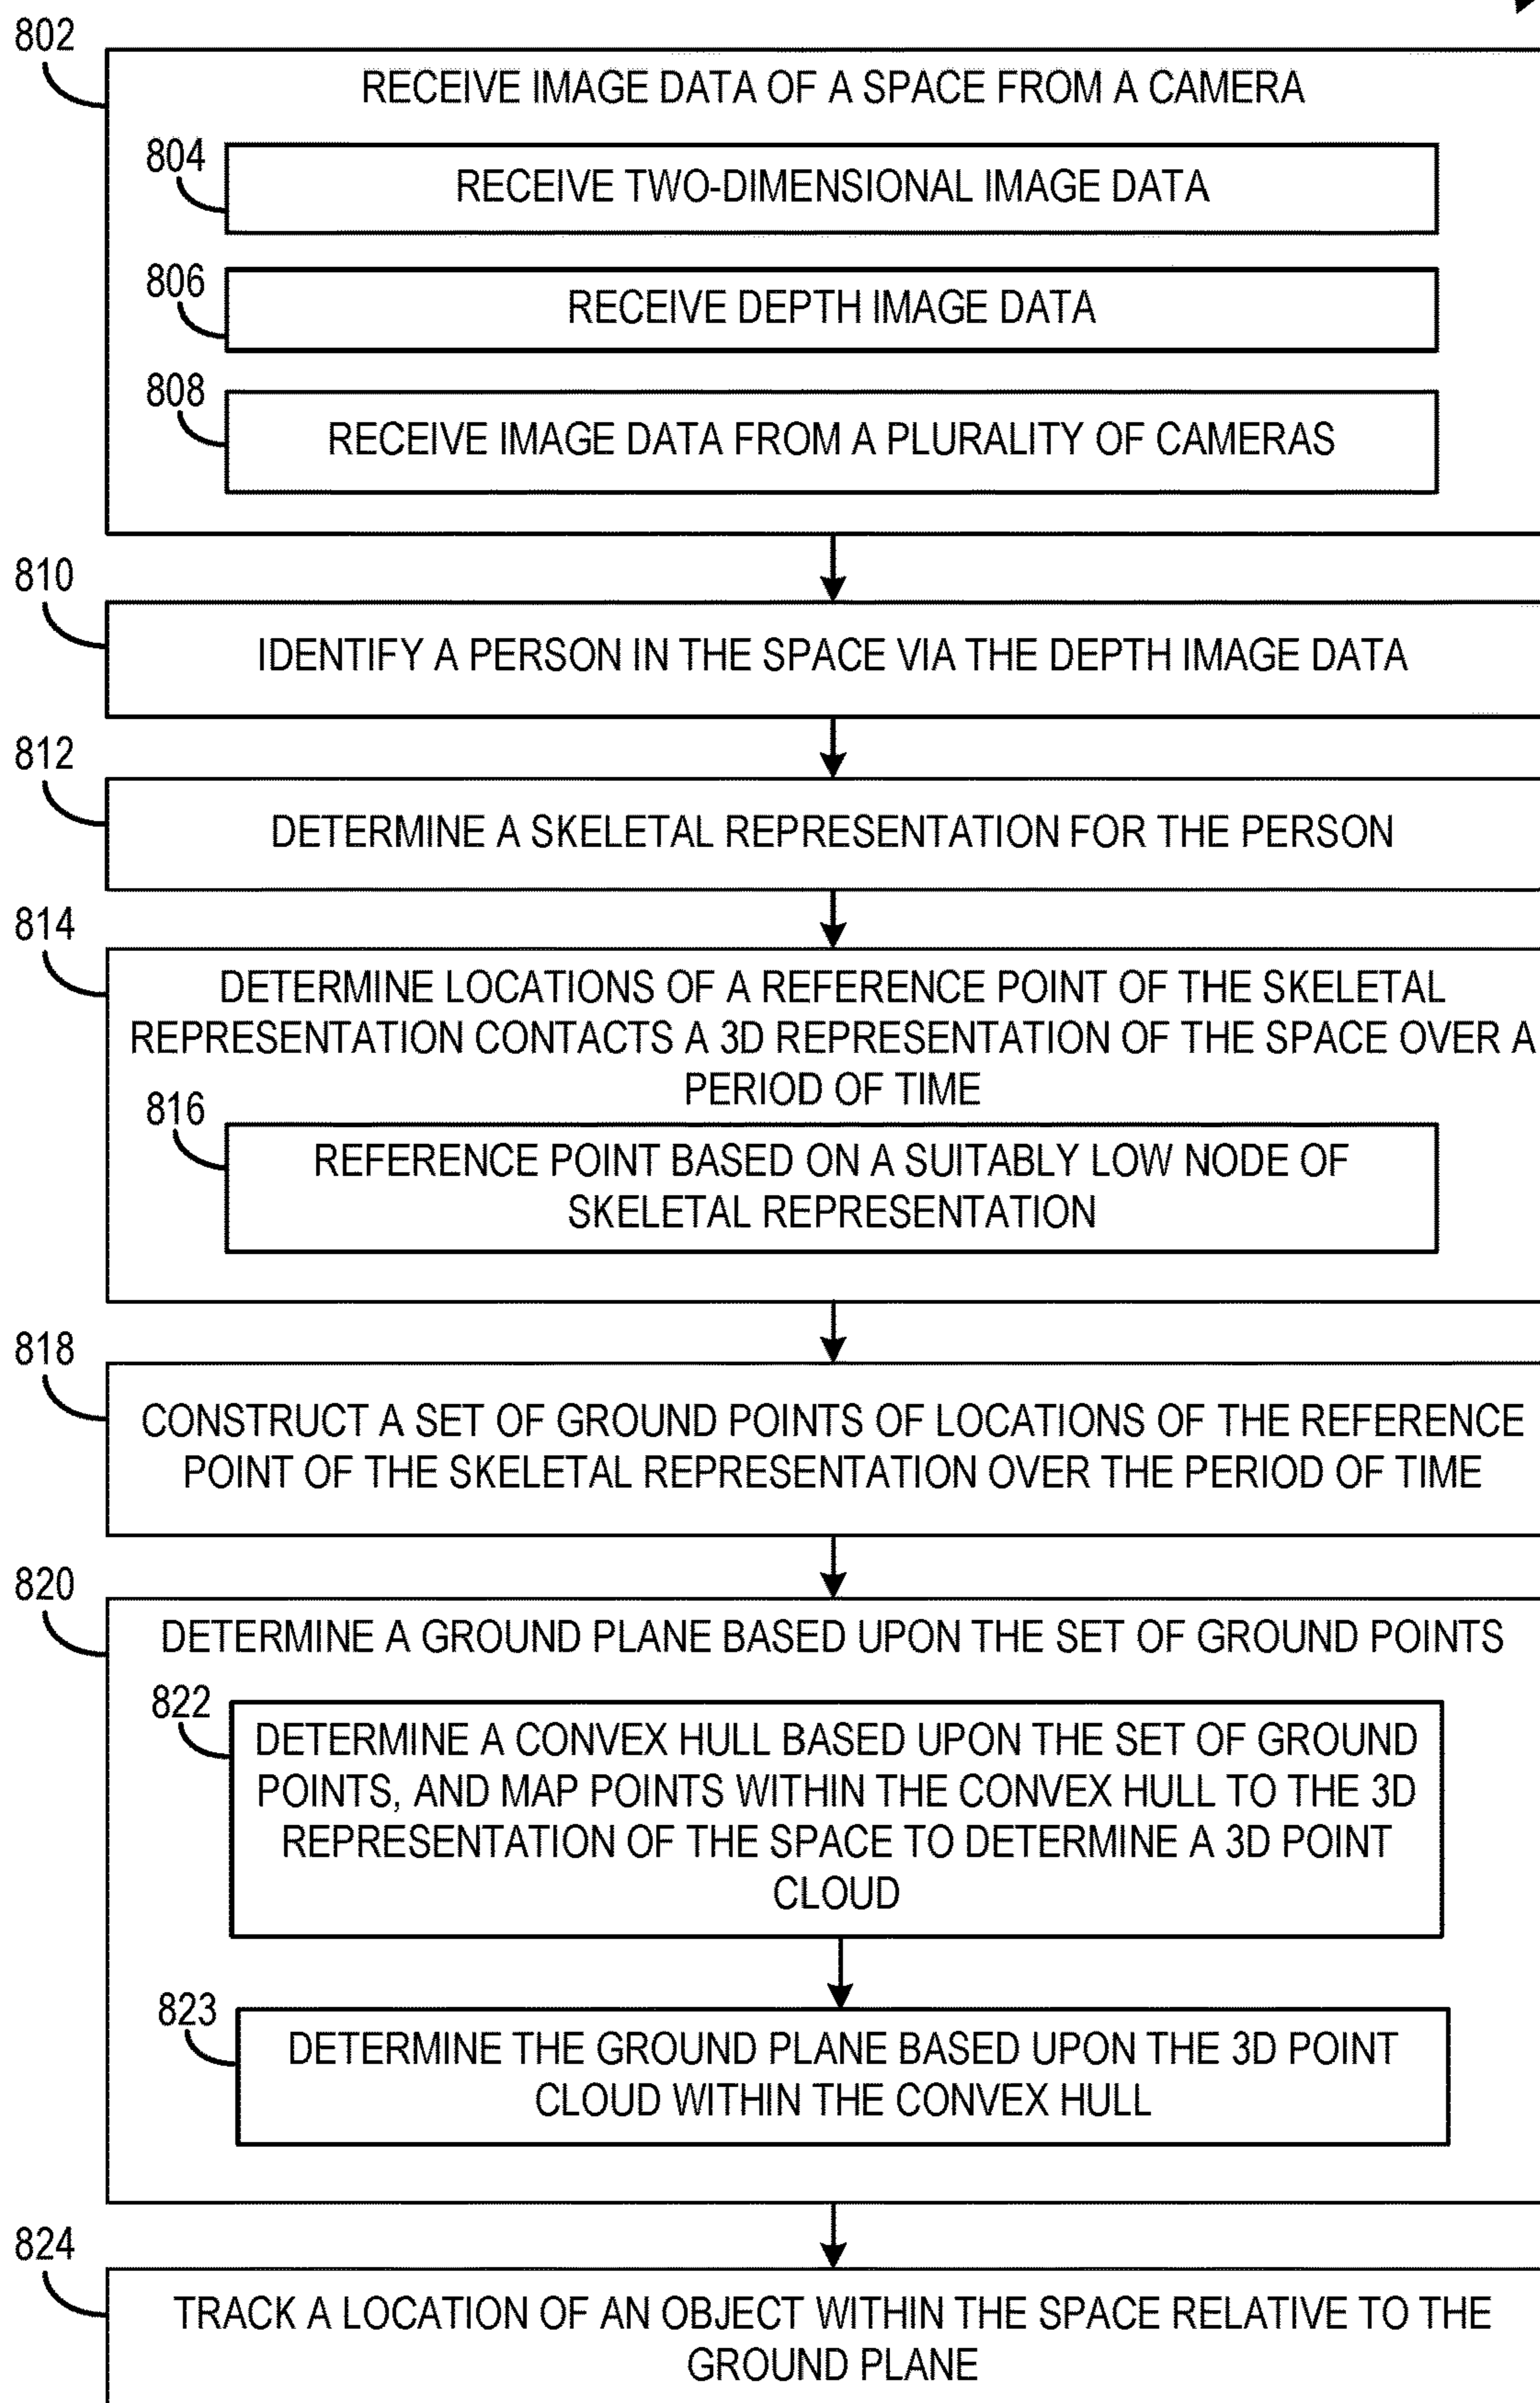 802
RECEIVE IMAGE DATA OF A SPACE FROM A CAMERA
804
RECEIVE TWO-DIMENSIONAL IMAGE DATA
806
RECEIVE DEPTH IMAGE DATA
808
RECEIVE IMAGE DATA FROM A PLURALITY OF CAMERAS
810
IDENTIFY A PERSON IN THE SPACE VIA THE DEPTH IMAGE DATA
812
DETERMINE A SKELETAL REPRESENTATION FOR THE PERSON
814
DETERMINE LOCATIONS OF A REFERENCE POINT OF THE SKELETAL
REPRESENTATION CONTACTS A 3D REPRESENTATION OF THE SPACE OVER A
PERIOD OF TIME
816
REFERENCE POINT BASED ON A SUITABLY LOW NODE OF
SKELETAL REPRESENTATION
818
CONSTRUCT A SET OF GROUND POINTS OF LOCATIONS OF THE REFERENCE
POINT OF THE SKELETAL REPRESENTATION OVER THE PERIOD OF TIME
820
DETERMINE A GROUND PLANE BASED UPON THE SET OF GROUND POINTS
822
DETERMINE A CONVEX HULL BASED UPON THE SET OF GROUND
POINTS, AND MAP POINTS WITHIN THE CONVEX HULL TO THE 3D
REPRESENTATION OF THE SPACE TO DETERMINE A 3D POINT
CLOUD
823
DETERMINE THE GROUND PLANE BASED UPON THE 3D POINT
CLOUD WITHIN THE CONVEX HULL
824
TRACK A LOCATION OF AN OBJECT WITHIN THE SPACE RELATIVE TO THE
GROUND PLANE